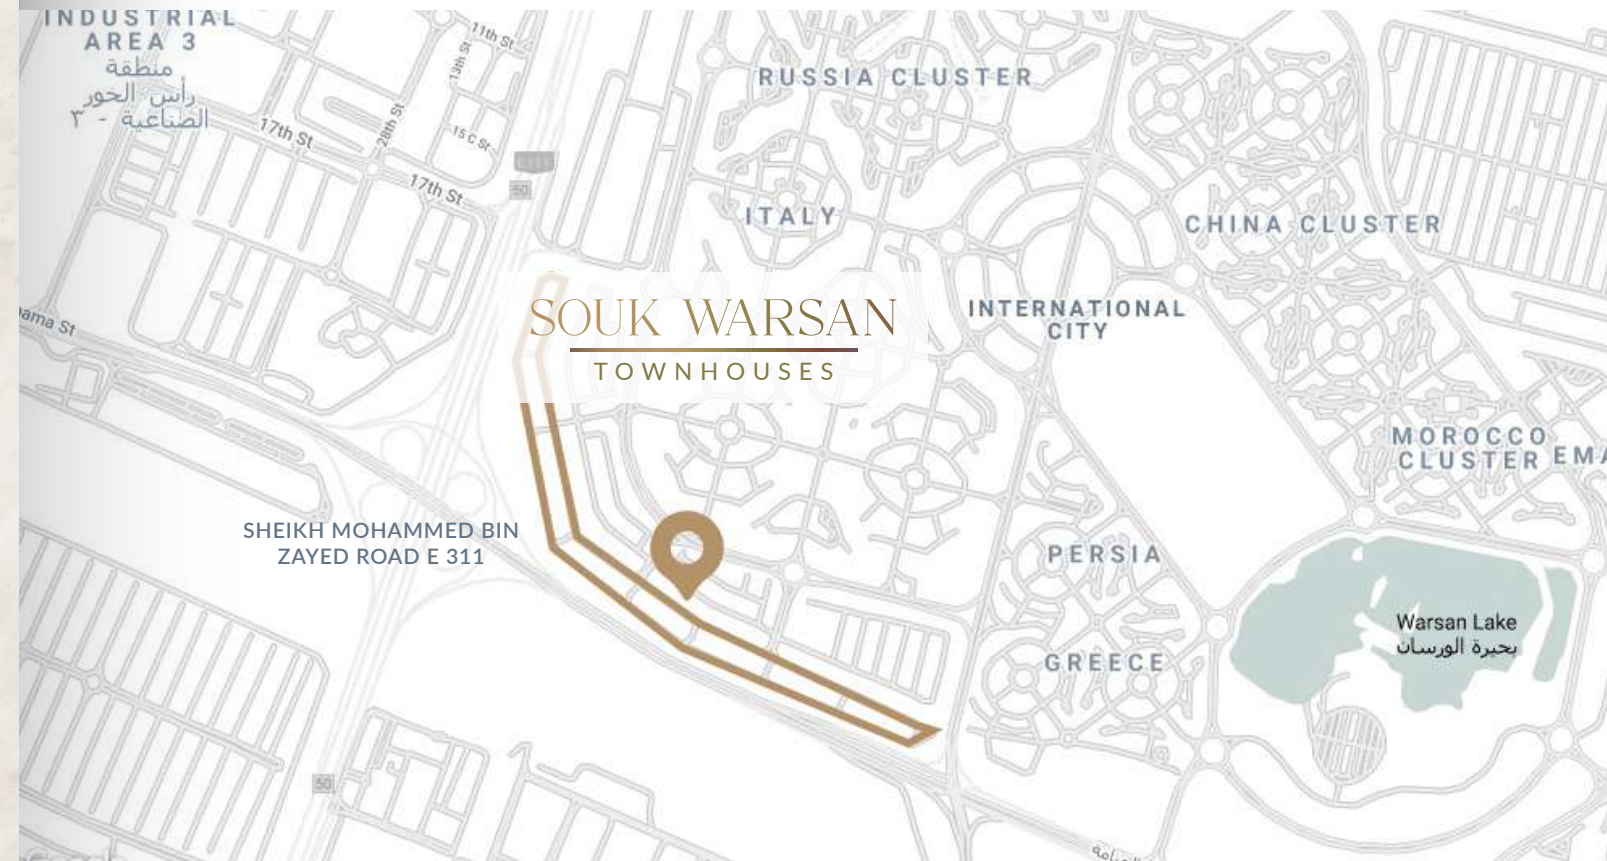 INDUSTRIAL
AREA 3
منطقة
رأس الخور
الصناعية - ٣
11th St
13th St
RUSSIA CLUSTER
17th St
28th St
15 C St
E311
50
17th St
ITALY
CHINA CLUSTER
SOUK WARSAN
TOWNHOUSES
INTERNATIONAL
CITY
ama St
MOROCCO
CLUSTER
EMA
SHEIKH MOHAMMED BIN
ZAYED ROAD E 311
PERSIA
Warsan Lake
بحيرة الورسان
GREECE
50